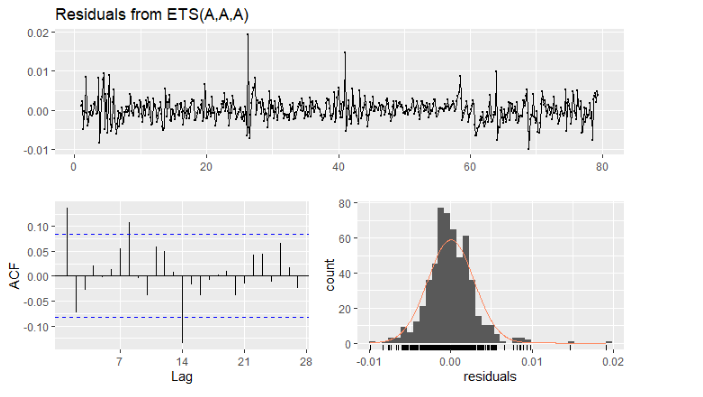 Residuals from ETS(A,A,A)
0.02
0.01
0.00
-0.01
0 20 40 60 80
ACF
0.10
0.05
0.00
-0.05
-0.10
7 14 21 28
Lag
count
80
60
40
20
0
-0.01 0.00 0.01 0.02
residuals